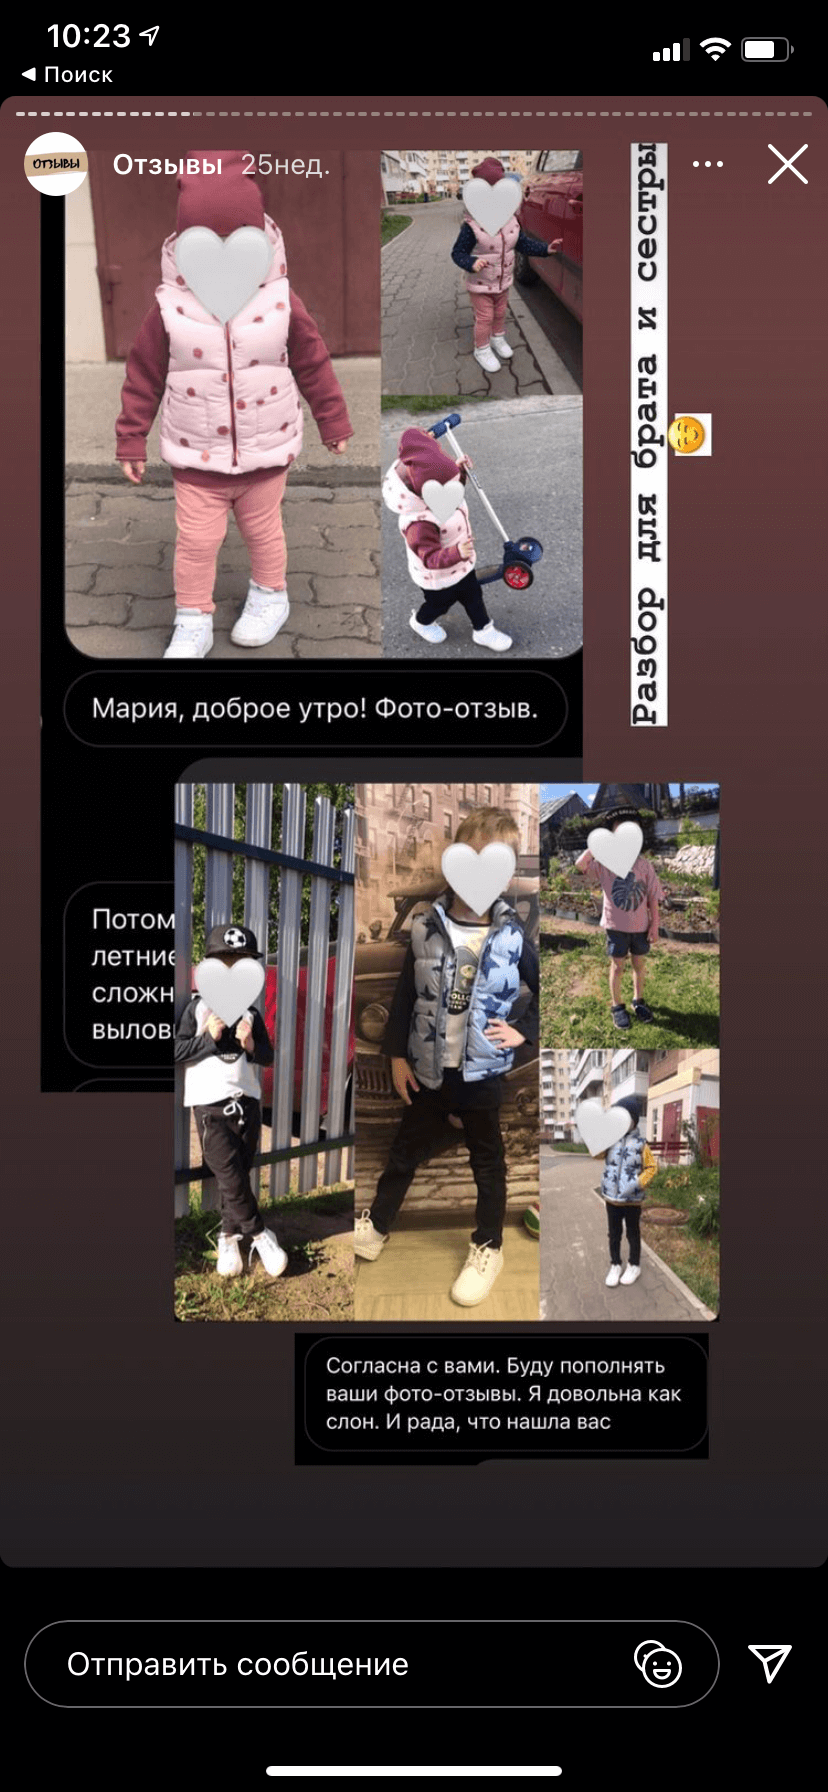 10:23
Поиск
ОТЗЫВЫ
Отзывы 25нед.
Разбор для брата и сестры
Мария, доброе утро! Фото-отзыв.
Потом
летние
сложн
вылов
Согласна с вами. Буду пополнять
ваши фото-отзывы. Я довольна как
слон. И рада, что нашла вас
Отправить сообщение